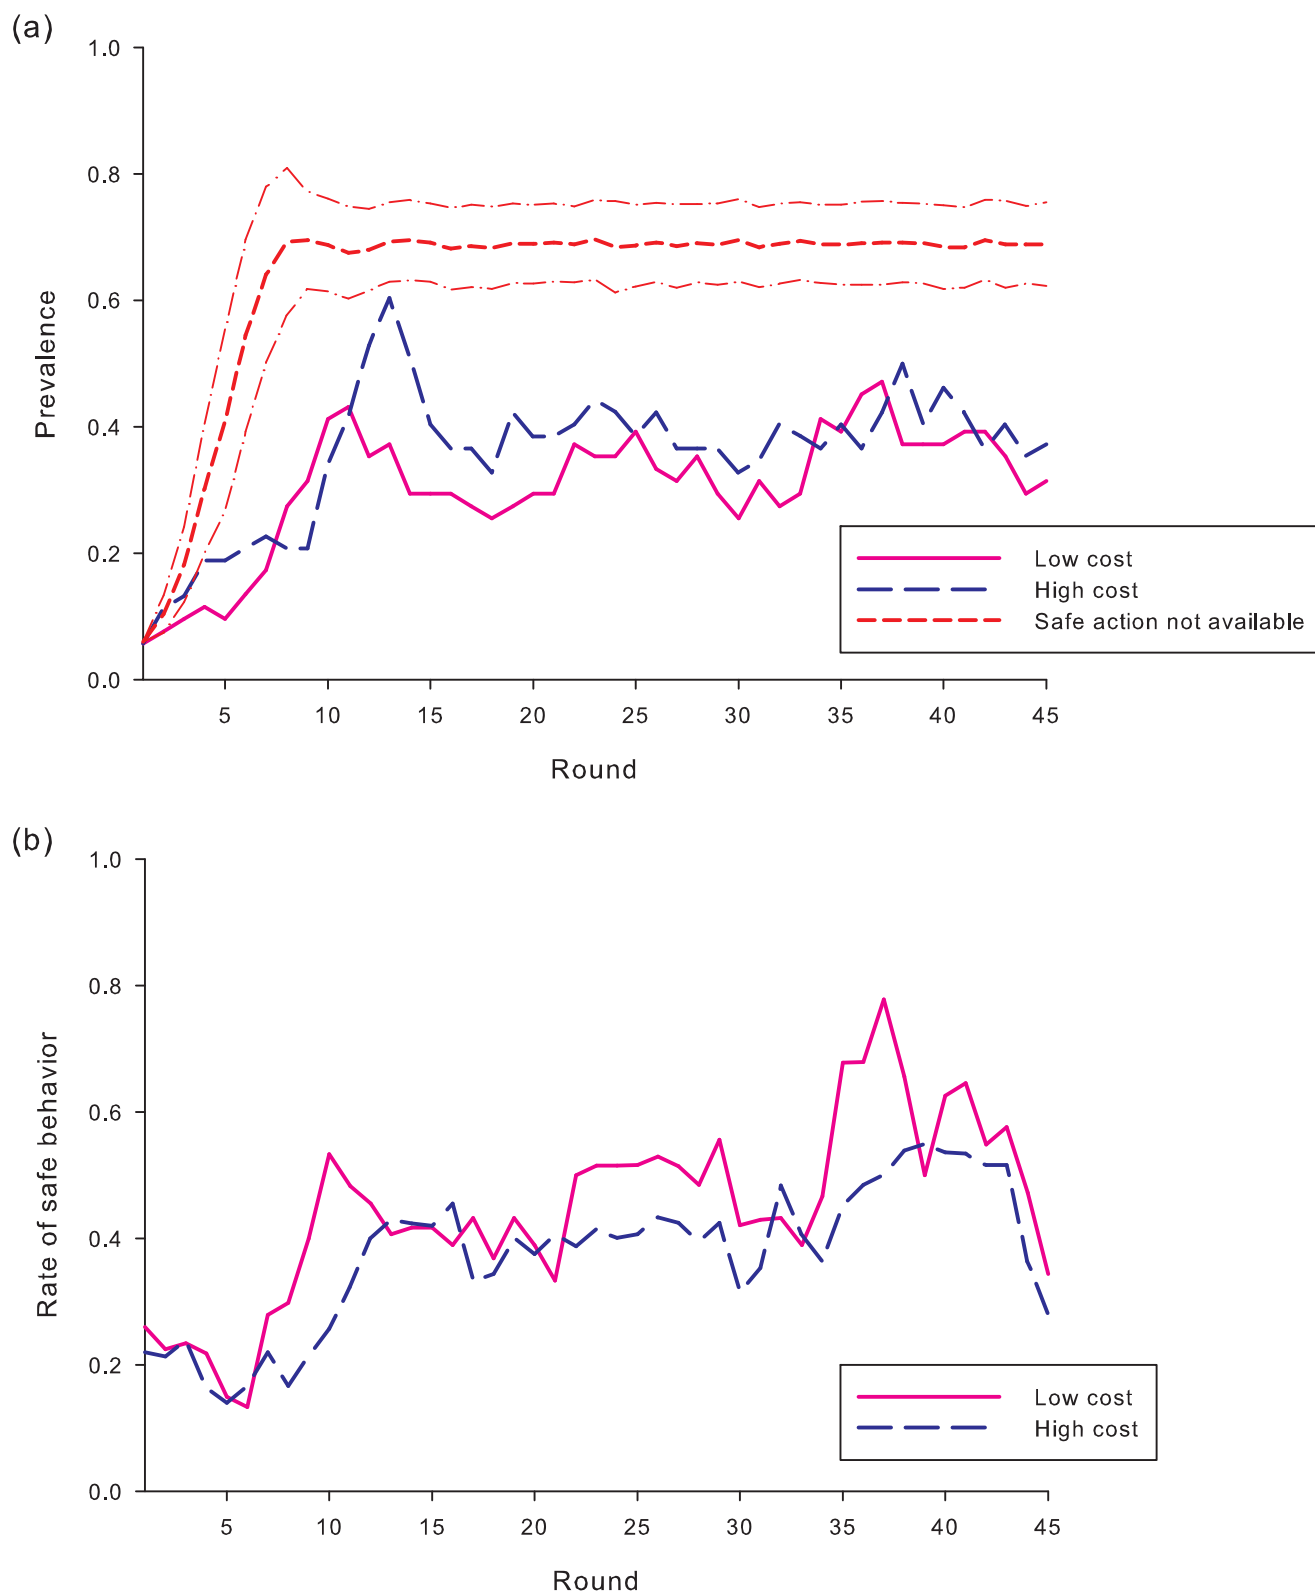 (a)
1.0
0.8
0.6
0.4
0.2
0.0
Prevalence
Low cost
High cost
Safe action not available
5 10 15 20 25 30 35 40 45
Round
(b)
1.0
0.8
0.6
0.4
0.2
0.0
Rate of safe behavior
Low cost
High cost
5 10 15 20 25 30 35 40 45
Round